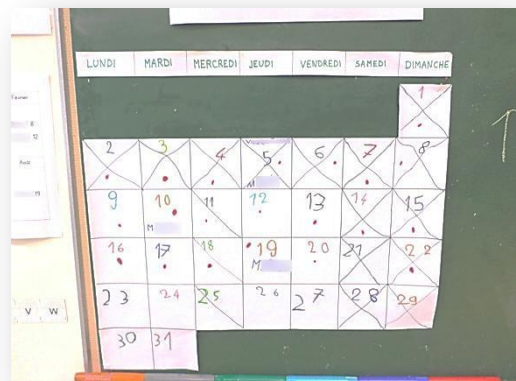 LUNDI MARDI MERCREDI JEUDI VENDREDI SAMEDI DIMANCHE
1
2 3 4 5 6 7 8
M
9 10 11 12 13 14 15
M
16 17 18 19 20 21 22
M
23 24 25 26 27 28 29
30 31
V W